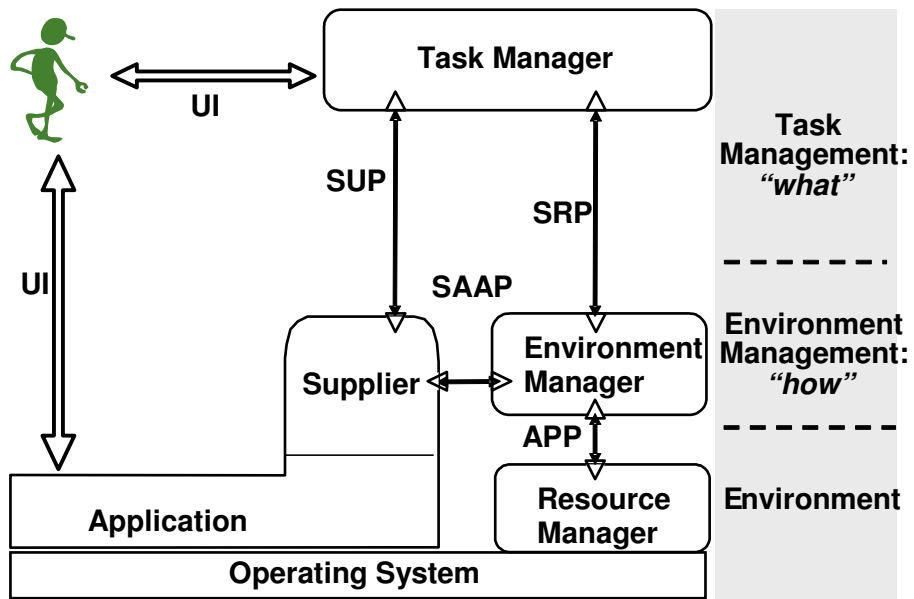 Task Manager
UI
Task
Management:
“what”
SUP
SRP
UI
SAAP
Environment
Manager
Environment
Management:
“how”
Supplier
APP
Resource
Manager
Environment
Application
Operating System